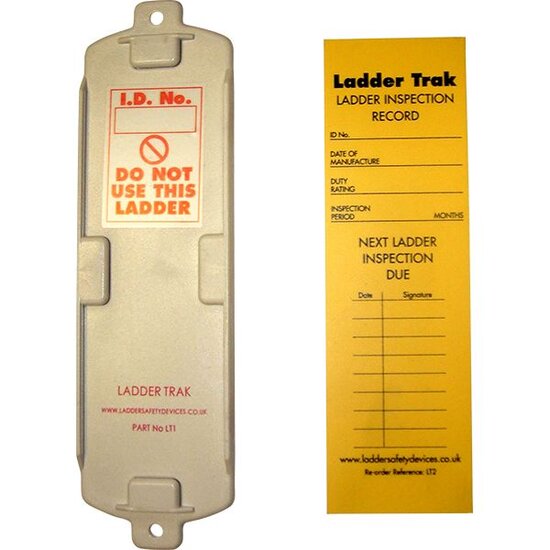 I.D. No.
DO NOT
USE THIS
LADDER
LADDER TRAK
WWW.LADDERSAFETYDEVICES.CO.UK
PART No LT1
Ladder Trak
LADDER INSPECTION
RECORD
ID No.
DATE OF
MANUFACTURE
DUTY
RATING
INSPECTION
PERIOD MONTHS
NEXT LADDER
INSPECTION
DUE
Date Signature
www.laddersafetydevices.co.uk
Re-order Reference: LT2